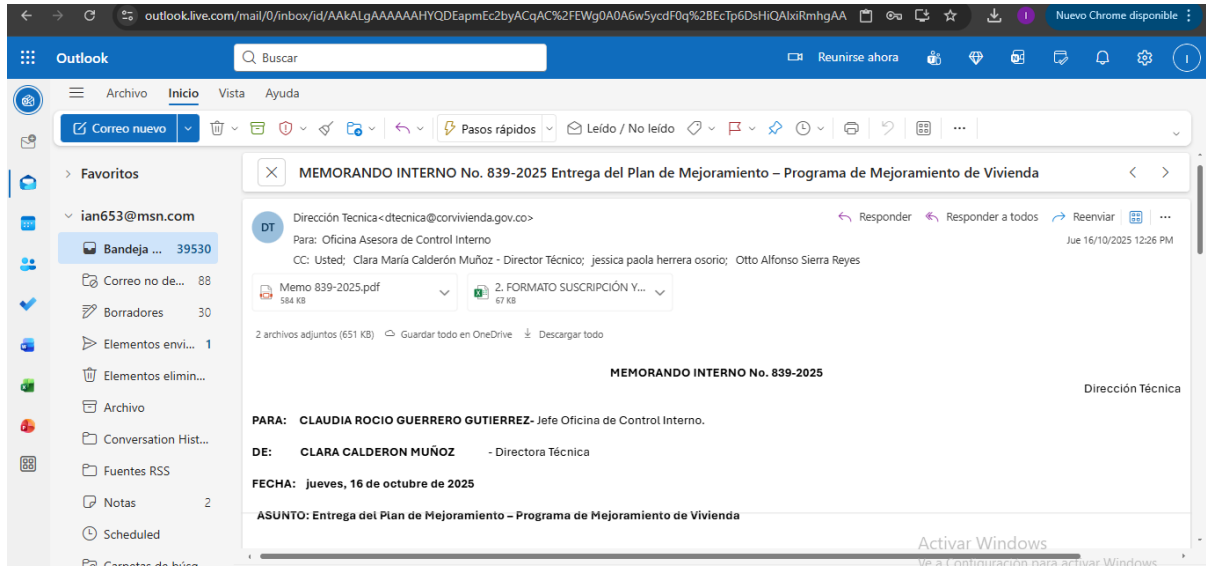 outlook.live.com/mail/0/inbox/id/AAkALgAAAAAAHYQDEapmEc2byACqAC%2FEWg0A0A6w5ycdF0q%2BEcTp6DsHiQAlxiRmhgAA
I
Nuevo Chrome disponible
Outlook
Buscar
Reunirse ahora
I
Archivo Inicio Vista Ayuda
Correo nuevo
Pasos rápidos
Leído / No leído
Favoritos
MEMORANDO INTERNO No. 839-2025 Entrega del Plan de Mejoramiento – Programa de Mejoramiento de Vivienda
ian653@msn.com
Bandeja ... 39530
Correo no de... 88
Borradores 30
Elementos envi... 1
Elementos elimin...
Archivo
Conversation Hist...
Fuentes RSS
Notas 2
Scheduled
Carpetas de búsq...
DT
Dirección Tecnica<dtecnica@corvivienda.gov.co>
Responder Responder a todos Reenviar
Para: Oficina Asesora de Control Interno
Jue 16/10/2025 12:26 PM
CC: Usted; Clara María Calderón Muñoz - Director Técnico; jessica paola herrera osorio; Otto Alfonso Sierra Reyes
Memo 839-2025.pdf
584 KB
2. FORMATO SUSCRIPCIÓN Y...
67 KB
2 archivos adjuntos (651 KB) Guardar todo en OneDrive Descargar todo
MEMORANDO INTERNO No. 839-2025
Dirección Técnica
PARA: CLAUDIA ROCIO GUERRERO GUTIERREZ- Jefe Oficina de Control Interno.
DE: CLARA CALDERON MUÑOZ - Directora Técnica
FECHA: jueves, 16 de octubre de 2025
ASUNTO: Entrega del Plan de Mejoramiento – Programa de Mejoramiento de Vivienda
Activar Windows
Ve a Configuración para activar Windows.